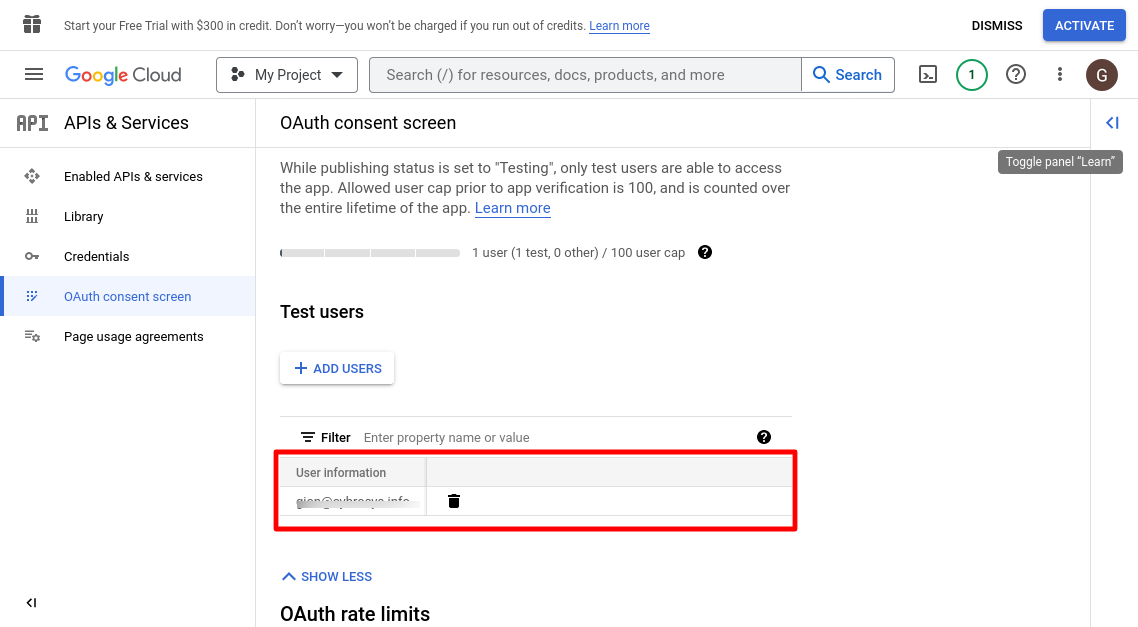 Start your Free Trial with $300 in credit. Don’t worry—you won’t be charged if you run out of credits. Learn more
DISMISS
ACTIVATE
Google Cloud
My Project
Search (/) for resources, docs, products, and more
Search
1
G
API
APIs & Services
OAuth consent screen
Toggle panel “Learn”
Enabled APIs & services
Library
Credentials
OAuth consent screen
Page usage agreements
While publishing status is set to "Testing", only test users are able to access
the app. Allowed user cap prior to app verification is 100, and is counted over
the entire lifetime of the app. Learn more
1 user (1 test, 0 other) / 100 user cap
Test users
ADD USERS
Filter
Enter property name or value
User information
SHOW LESS
OAuth rate limits